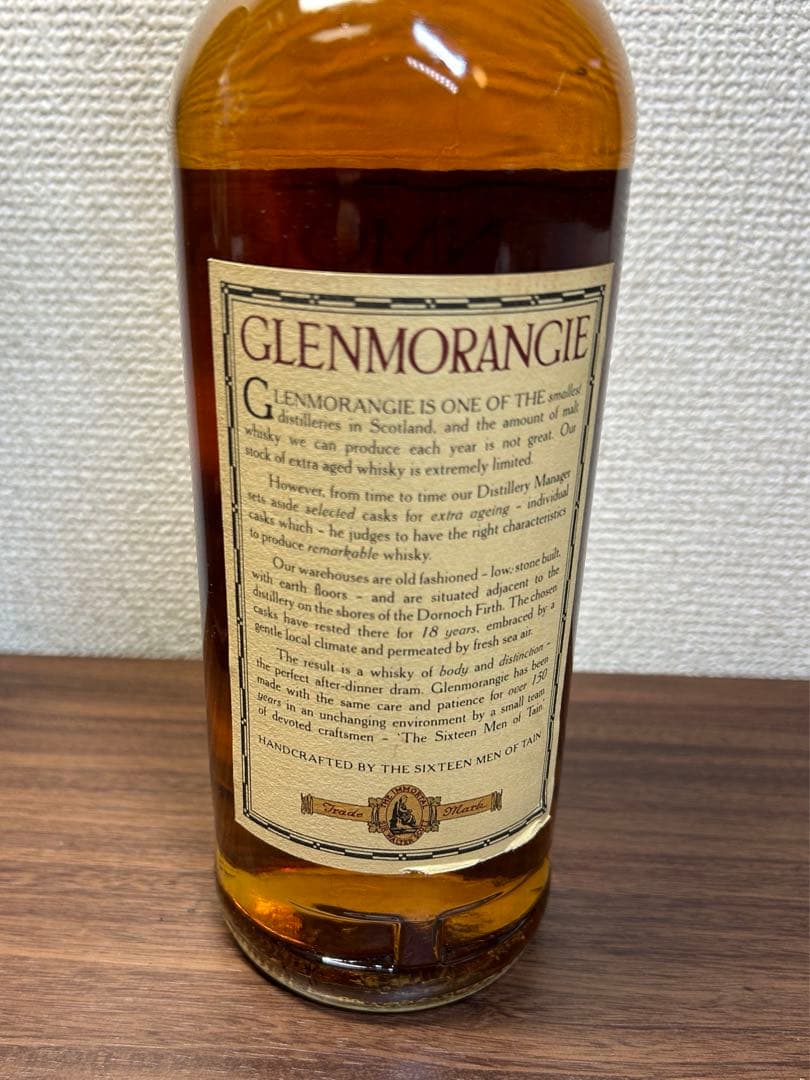 GLENMORANGIE
GLENMORANGIE IS ONE OF THE smallest
distilleries in Scotland, and the amount of malt
whisky we can produce each year is not great. Our
stock of extra aged whisky is extremely limited.
However, from time to time our Distillery Manager
sets aside selected casks for extra ageing - individual
casks which - he judges to have the right characteristics
to produce remarkable whisky.
Our warehouses are old fashioned - low, stone built,
with earth floors - and are situated adjacent to the
distillery on the shores of the Dornoch Firth. The chosen
casks have rested there for 18 years, embraced by a
gentle local climate and permeated by fresh sea air.
The result is a whisky of body and distinction -
the perfect after-dinner dram. Glenmorangie has been
made with the same care and patience for over 150
years in an unchanging environment by a small team
of devoted craftsmen - 'The Sixteen Men of Tain.
HANDCRAFTED BY THE SIXTEEN MEN OF TAIN
THE IMMORTAL
Trade Mark
SIR WALTER